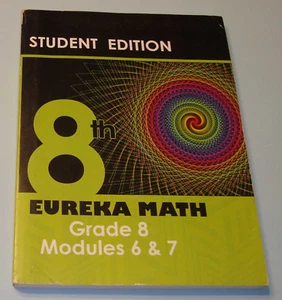 STUDENT EDITION
8th
EUREKA MATH
Grade 8
Modules 6 & 7